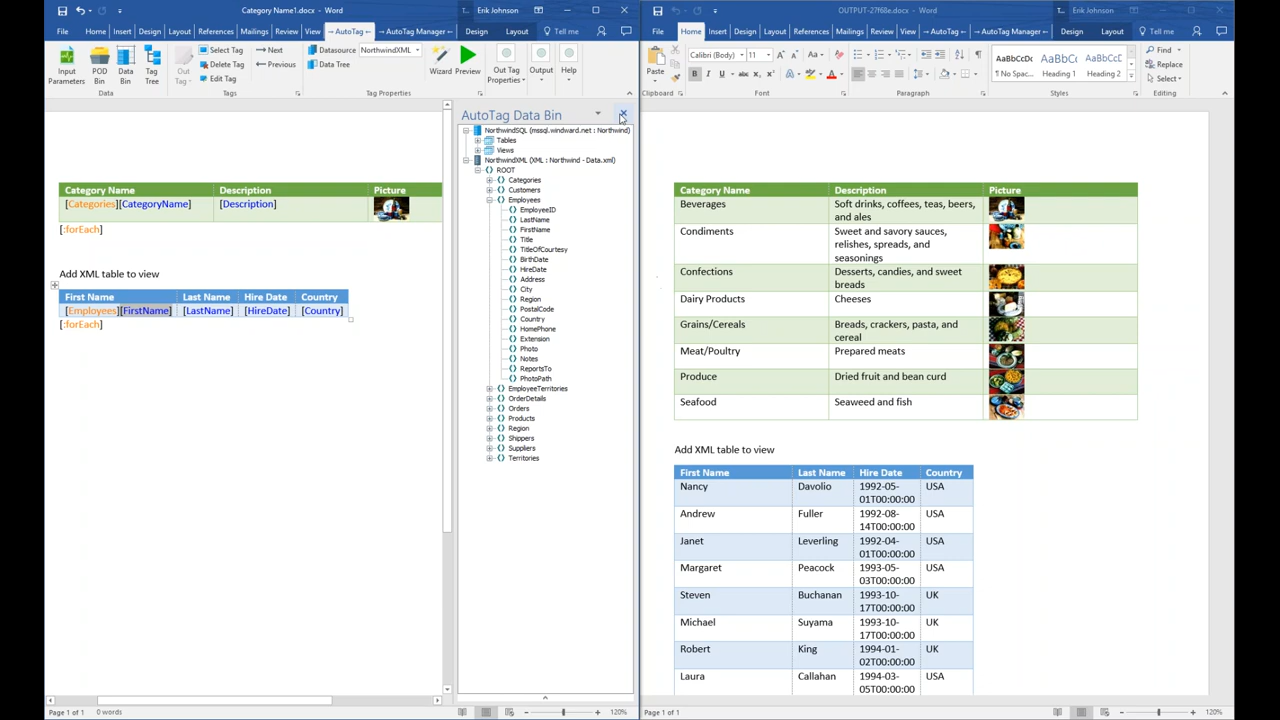 Category Name1.docx - Word
Erik Johnson
File Home Insert Design Layout References Mailings Review View ->AutoTag<- ->AutoTag Manager<- Design Layout Tell me
Input Parameters
POD Bin
Data Bin
Tag Tree
Out Tag
Select Tag
Delete Tag
Edit Tag
Next
Previous
Datasource NorthwindXML
Data Tree
Wizard
Preview
Out Tag Properties
Output
Help
Data
Tags
Tag Properties
Category Name Description Picture
[Categories][CategoryName] [Description]
[:forEach]
Add XML table to view
First Name Last Name Hire Date Country
[Employees][FirstName] [LastName] [HireDate] [Country]
[:forEach]
AutoTag Data Bin
NorthwindSQL (mssql.windward.net : Northwind)
Tables
Views
NorthwindXML (XML : Northwind - Data.xml)
ROOT
Categories
Customers
Employees
EmployeeID
LastName
FirstName
Title
TitleOfCourtesy
BirthDate
HireDate
Address
City
Region
PostalCode
Country
HomePhone
Extension
Photo
Notes
ReportsTo
PhotoPath
EmployeeTerritories
OrderDetails
Orders
Products
Region
Shippers
Suppliers
Territories
Page 1 of 1 0 words
120%
OUTPUT-27f68e.docx - Word
Erik Johnson
File Home Insert Design Layout References Mailings Review View ->AutoTag<- ->AutoTag Manager<- Design Layout Tell me
Paste
Calibri (Body) 11
AaBbCcDc AaBbCc AaBbCcC
¶ No Spac... Heading 1 Heading 2
Find
Replace
Select
Clipboard Font Paragraph Styles Editing
Category Name Description Picture
Beverages Soft drinks, coffees, teas, beers,
and ales
Condiments Sweet and savory sauces,
relishes, spreads, and
seasonings
Confections Desserts, candies, and sweet
breads
Dairy Products Cheeses
Grains/Cereals Breads, crackers, pasta, and
cereal
Meat/Poultry Prepared meats
Produce Dried fruit and bean curd
Seafood Seaweed and fish
Add XML table to view
First Name Last Name Hire Date Country
Nancy Davolio 1992-05-
01T00:00:00 USA
Andrew Fuller 1992-08-
14T00:00:00 USA
Janet Leverling 1992-04-
01T00:00:00 USA
Margaret Peacock 1993-05-
03T00:00:00 USA
Steven Buchanan 1993-10-
17T00:00:00 UK
Michael Suyama 1993-10-
17T00:00:00 UK
Robert King 1994-01-
02T00:00:00 UK
Laura Callahan 1994-03-
05T00:00:00 USA
Page 1 of 1
120%